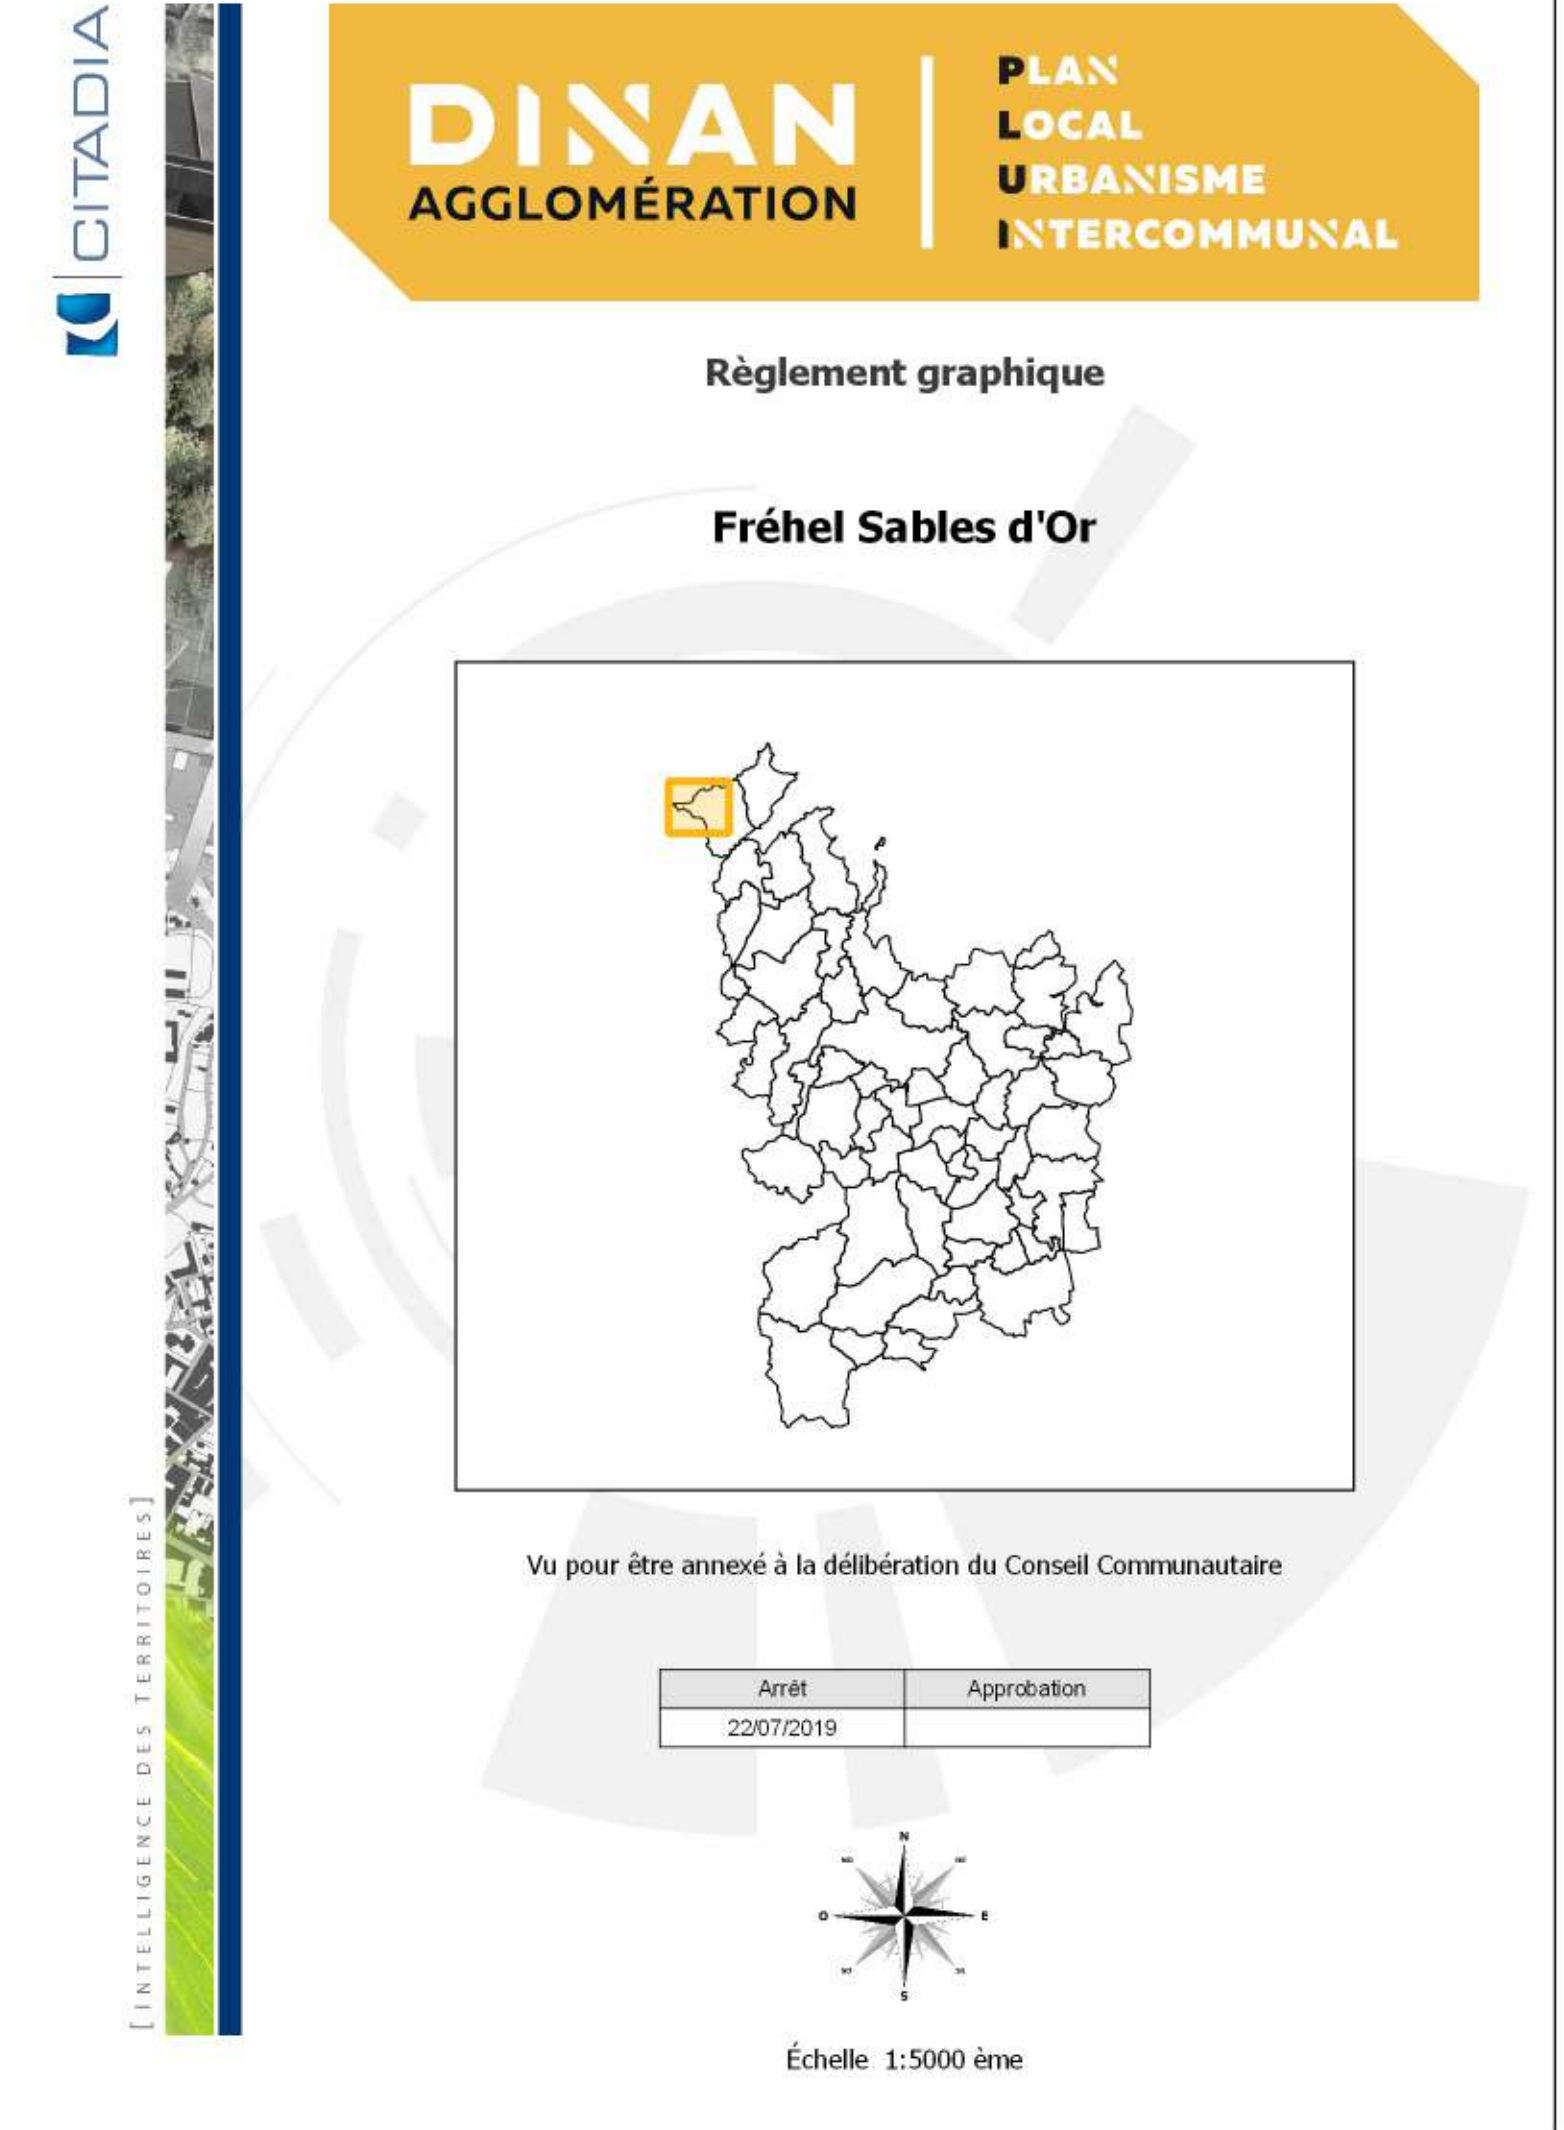 CITADIA
[INTELLIGENCE DES TERRITOIRES]
DINAN
AGGLOMÉRATION
PLAN
LOCAL
URBANISME
INTERCOMMUNAL
Règlement graphique
Fréhel Sables d'Or
Vu pour être annexé à la délibération du Conseil Communautaire
Arrêt Approbation
22/07/2019
N
O E
S
Échelle 1:5000 ème